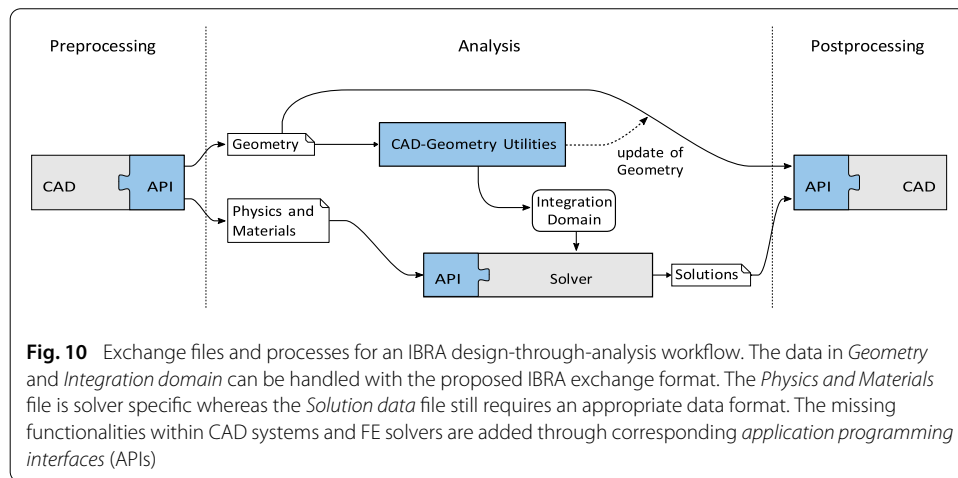 Preprocessing
Analysis
Postprocessing
Geometry
CAD-Geometry Utilities
update of
Geometry
CAD
API
API
CAD
Physics and
Materials
Integration
Domain
API
Solver
Solutions
Fig. 10 Exchange files and processes for an IBRA design-through-analysis workflow. The data in Geometry
and Integration domain can be handled with the proposed IBRA exchange format. The Physics and Materials
file is solver specific whereas the Solution data file still requires an appropriate data format. The missing
functionalities within CAD systems and FE solvers are added through corresponding application programming
interfaces (APIs)